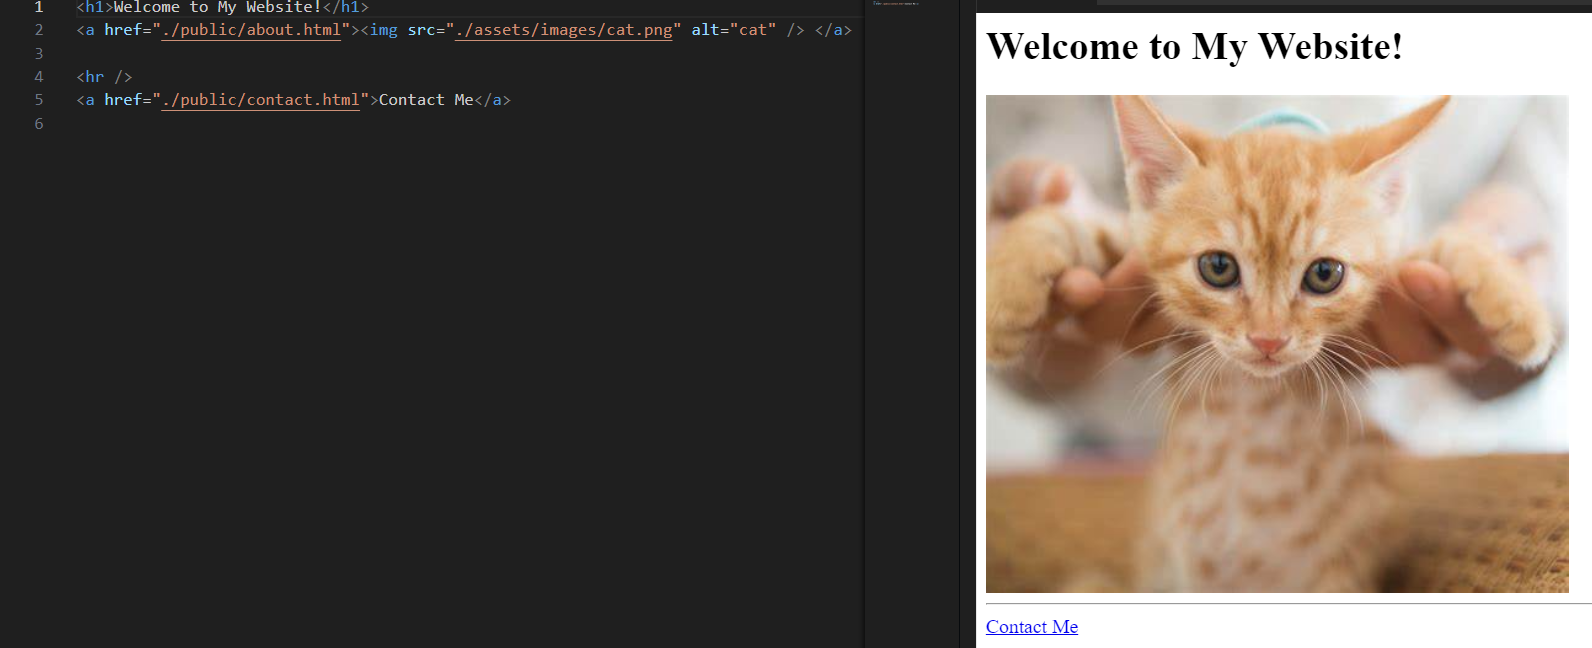 1 <h1>Welcome to My Website!</h1>
2 <a href="./public/about.html"><img src="./assets/images/cat.png" alt="cat" /> </a>
3
4 <hr />
5 <a href="./public/contact.html">Contact Me</a>
6
Welcome to My Website!
Contact Me